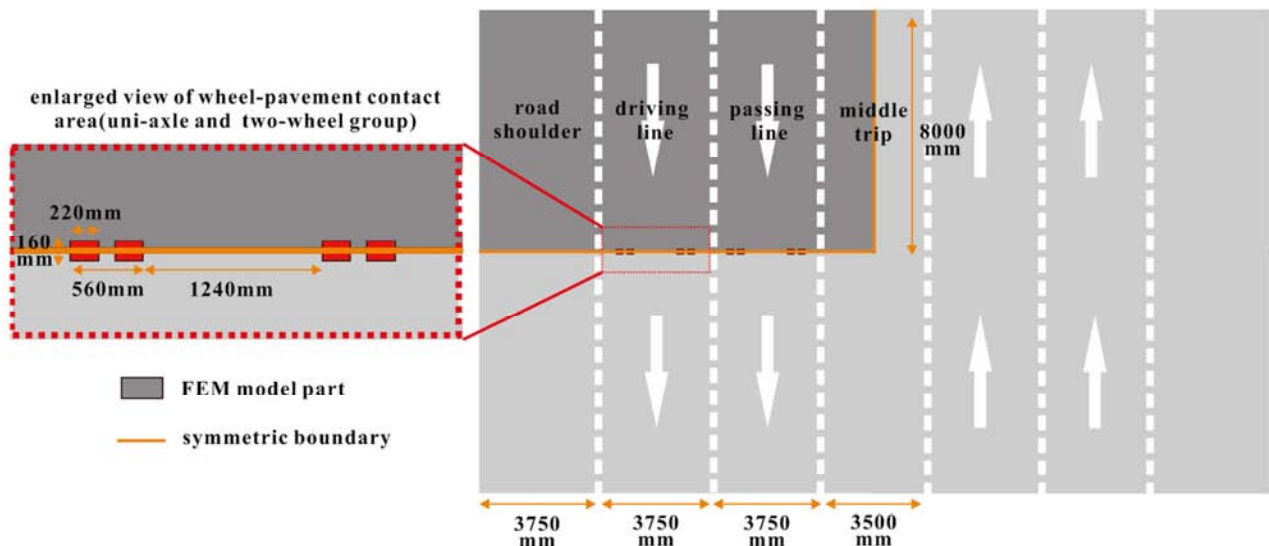 enlarged view of wheel-pavement contact
area(uni-axle and two-wheel group)
220mm
160
mm
560mm
1240mm
FEM model part
symmetric boundary
road
shoulder
driving
line
passing
line
middle
trip
8000
mm
3750
mm
3750
mm
3750
mm
3500
mm